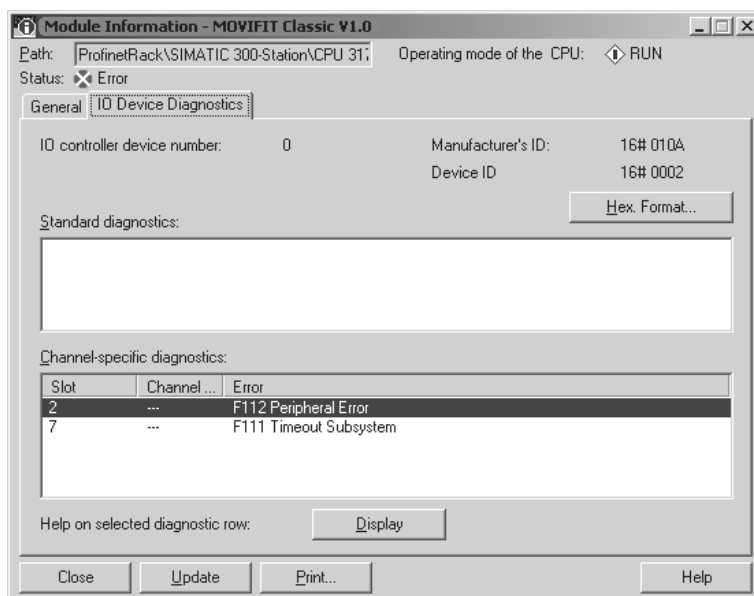 Module Information - MOVIFIT Classic V1.0
Path: ProfinetRack\SIMATIC 300-Station\CPU 317 Operating mode of the CPU: RUN
Status: Error
General IO Device Diagnostics
IO controller device number: 0 Manufacturer's ID: 16# 010A
Device ID 16# 0002
Hex. Format...
Standard diagnostics:
Channel-specific diagnostics:
Slot Channel ... Error
2 --- F112 Peripheral Error
7 --- F111 Timeout Subsystem
Help on selected diagnostic row: Display
Close Update Print... Help